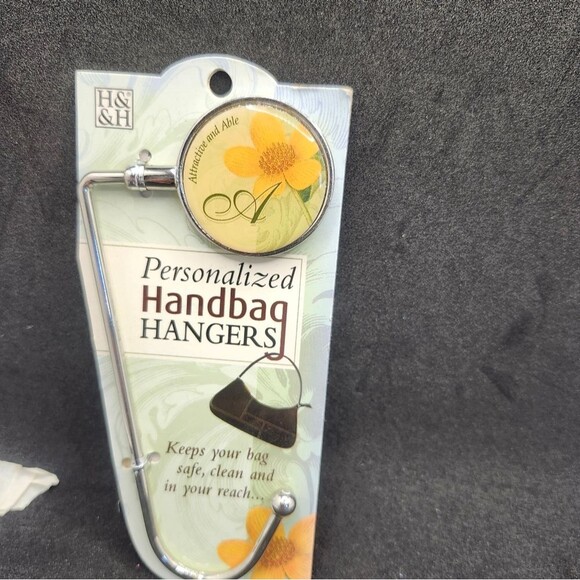 H&
&H
Attractive and Able
A
Personalized
Handbag
HANGERS
Keeps your bag
safe, clean and
in your reach...